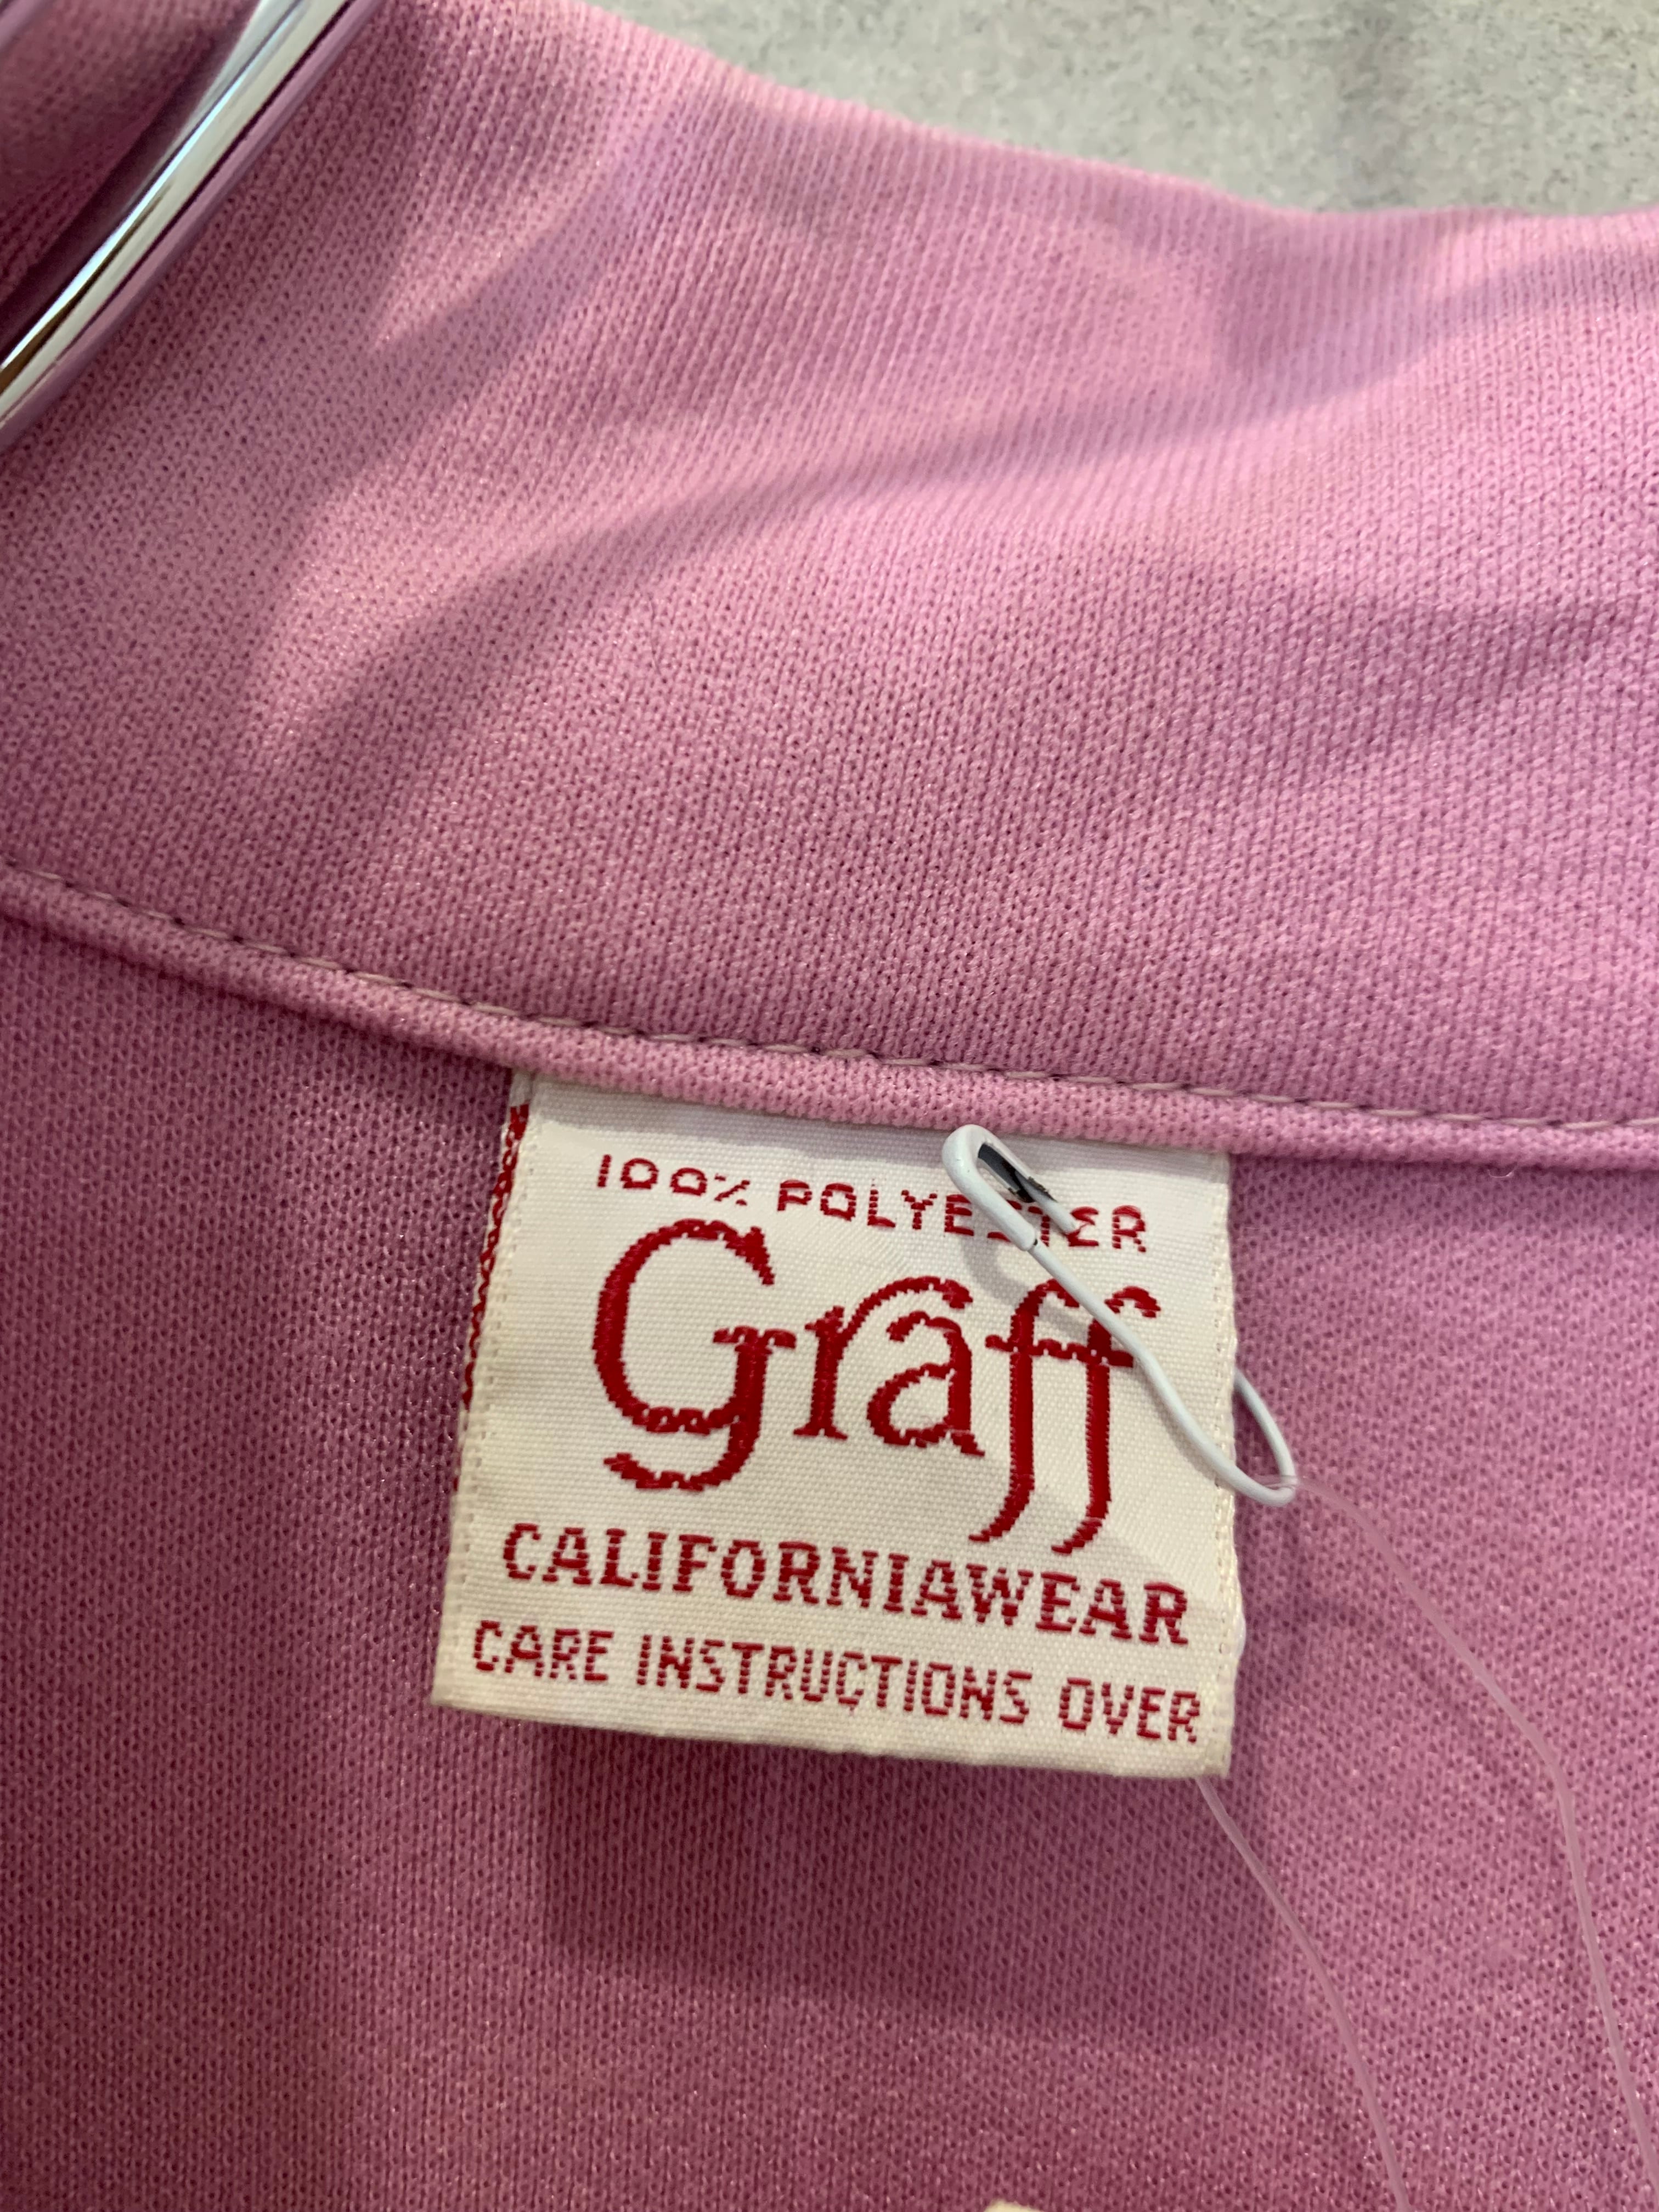 100% POLYESTER
Graff
CALIFORNIAWEAR
CARE INSTRUCTIONS OVER